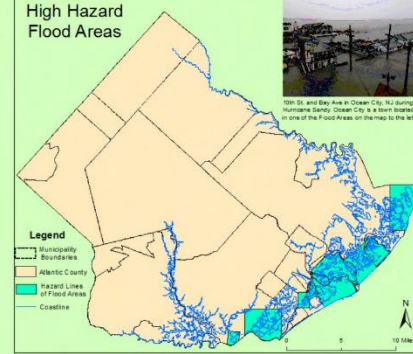 High Hazard
Flood Areas
10th St. and Bay Ave in Ocean City, NJ during
Hurricane Sandy. Ocean City is a town located
in one of the Flood Areas on the map to the left
Legend
Municipality
Boundaries
Atlantic County
Hazard Lines
of Flood Areas
Coastline
N
0 5 10 Miles